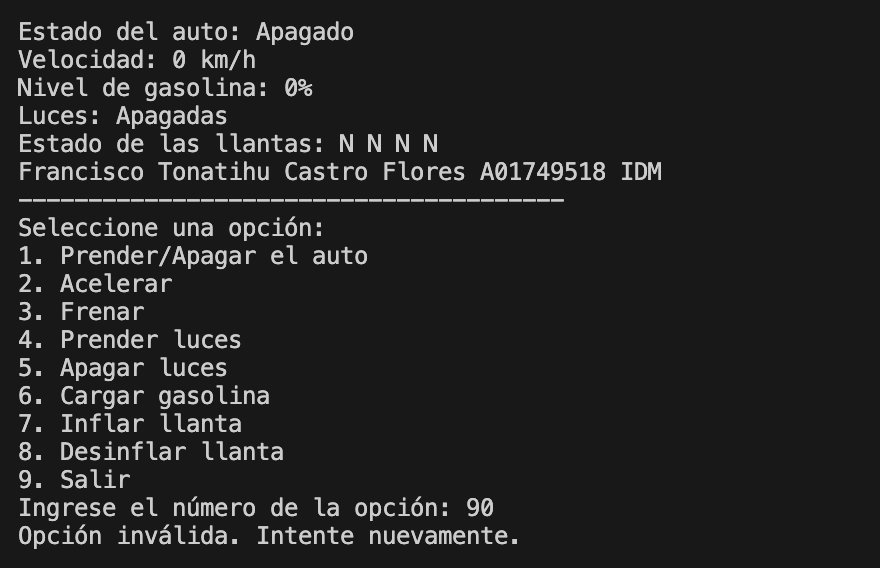 Estado del auto: Apagado
Velocidad: 0 km/h
Nivel de gasolina: 0%
Luces: Apagadas
Estado de las llantas: N N N N
Francisco Tonatihu Castro Flores A01749518 IDM
---------------------------------------
Seleccione una opción:
1. Prender/Apagar el auto
2. Acelerar
3. Frenar
4. Prender luces
5. Apagar luces
6. Cargar gasolina
7. Inflar llanta
8. Desinflar llanta
9. Salir
Ingrese el número de la opción: 90
Opción inválida. Intente nuevamente.